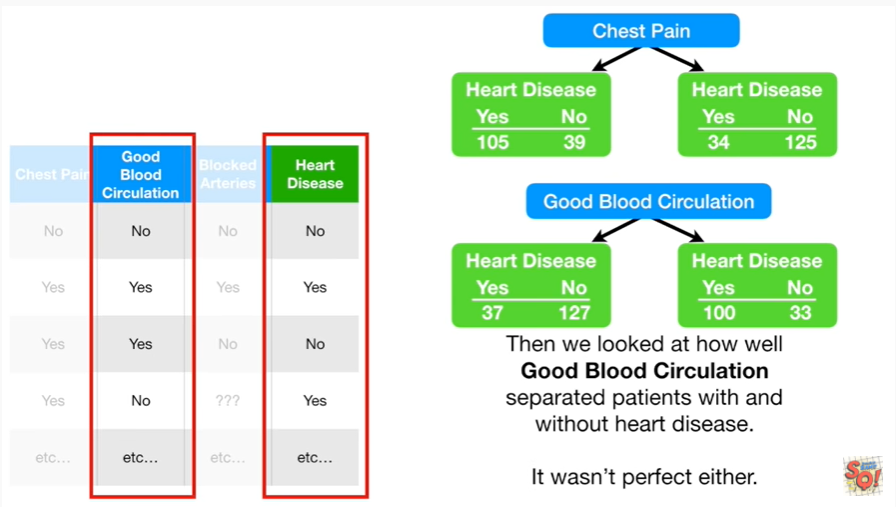 Chest Pain
Heart Disease
Yes No
105 39
Heart Disease
Yes No
34 125
Good Blood Circulation
Heart Disease
Yes No
37 127
Heart Disease
Yes No
100 33
Chest Pain
Good
Blood
Circulation
Blocked
Arteries
Heart
Disease
No No No No
Yes Yes Yes Yes
Yes Yes No No
Yes No ??? Yes
etc... etc... etc... etc...
Then we looked at how well
Good Blood Circulation
separated patients with and
without heart disease.
It wasn't perfect either.
SQ!